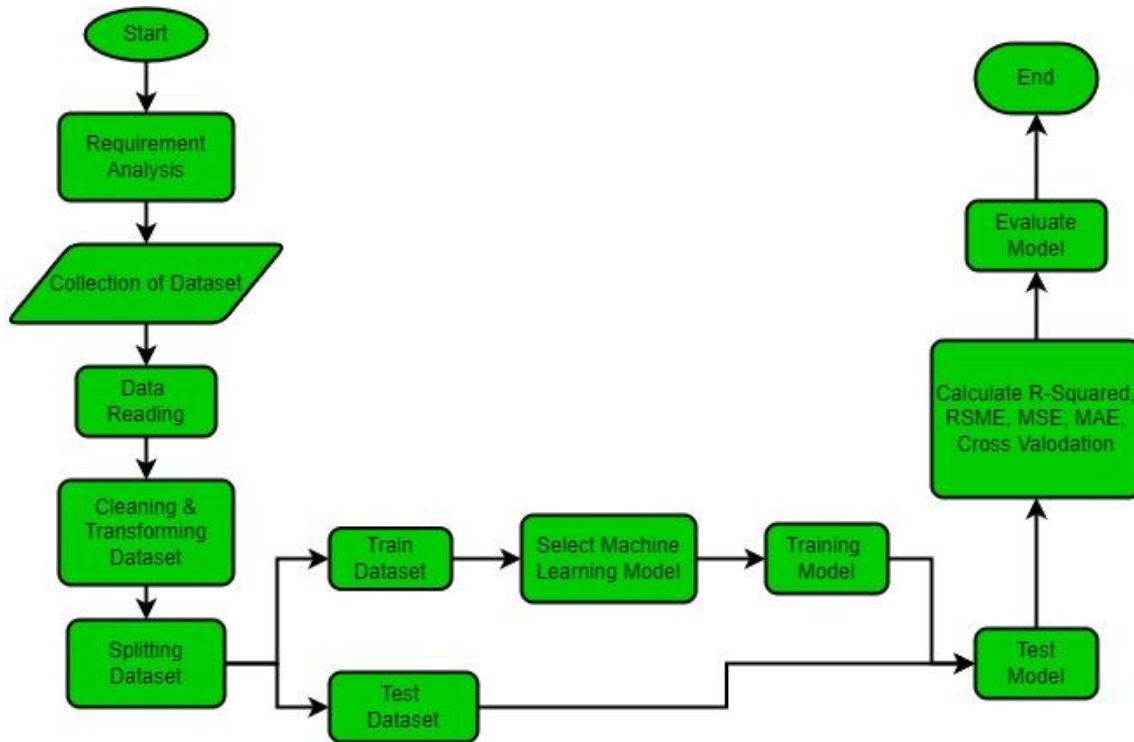 Start
Requirement
Analysis
Collection of Dataset
Data
Reading
Cleaning &
Transforming
Dataset
Splitting
Dataset
Train
Dataset
Select Machine
Learning Model
Training
Model
Test
Dataset
Test
Model
Calculate R-Squared,
RSME, MSE, MAE,
Cross Valodation
Evaluate
Model
End